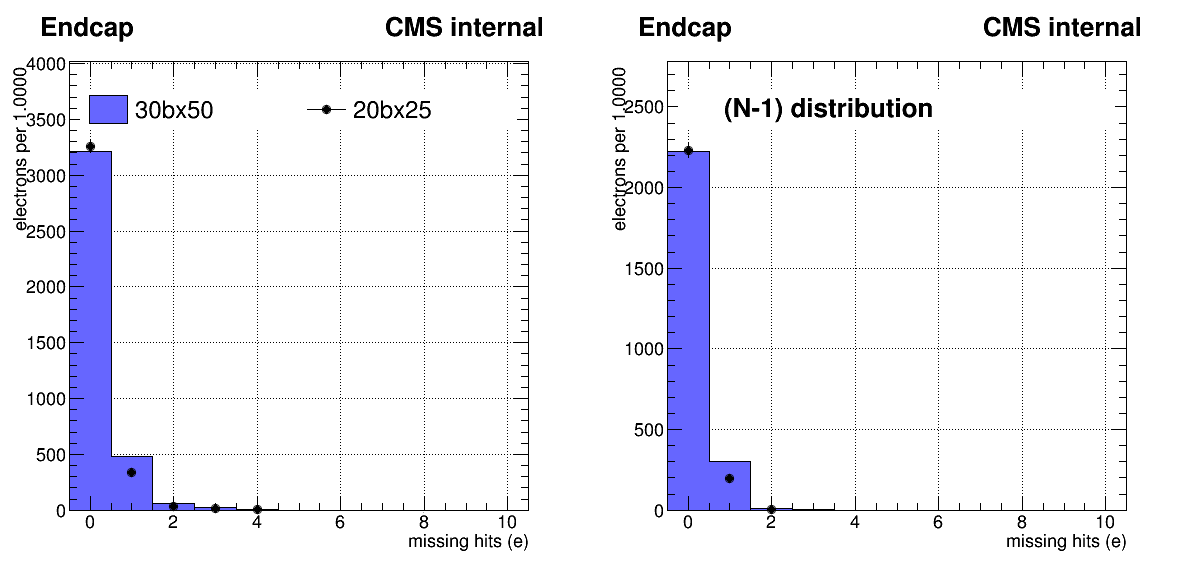 Endcap
CMS internal
electrons per 1.0000
4000
3500
3000
2500
2000
1500
1000
500
0
30bx50
20bx25
0 2 4 6 8 10
missing hits (e)
Endcap
CMS internal
electrons per 1.0000
2500
2000
1500
1000
500
0
(N-1) distribution
0 2 4 6 8 10
missing hits (e)